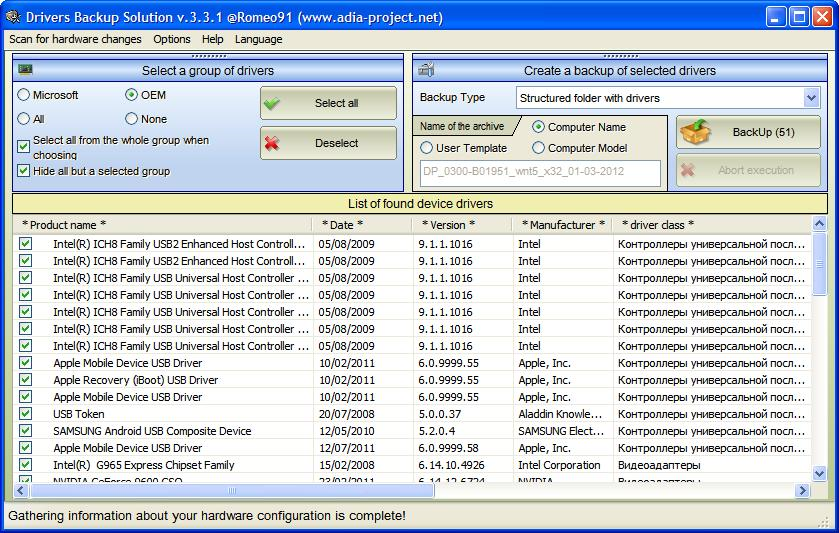 Drivers Backup Solution v.3.3.1 @Romeo91 (www.adia-project.net)
Scan for hardware changes Options Help Language
Select a group of drivers
Microsoft OEM
All None
Select all from the whole group when
choosing
Hide all but a selected group
Select all
Deselect
Create a backup of selected drivers
Backup Type Structured folder with drivers
Name of the archive Computer Name
User Template Computer Model
DP_0300-B01951_wnt5_x32_01-03-2012
BackUp (51)
Abort execution
List of found device drivers
* Product name * * Date * * Version * * Manufacturer * * driver class *
Intel(R) ICH8 Family USB2 Enhanced Host Controll... 05/08/2009 9.1.1.1016 Intel Контроллеры универсальной посл...
Intel(R) ICH8 Family USB2 Enhanced Host Controll... 05/08/2009 9.1.1.1016 Intel Контроллеры универсальной посл...
Intel(R) ICH8 Family USB Universal Host Controller ... 05/08/2009 9.1.1.1016 Intel Контроллеры универсальной посл...
Intel(R) ICH8 Family USB Universal Host Controller ... 05/08/2009 9.1.1.1016 Intel Контроллеры универсальной посл...
Intel(R) ICH8 Family USB Universal Host Controller ... 05/08/2009 9.1.1.1016 Intel Контроллеры универсальной посл...
Intel(R) ICH8 Family USB Universal Host Controller ... 05/08/2009 9.1.1.1016 Intel Контроллеры универсальной посл...
Intel(R) ICH8 Family USB Universal Host Controller ... 05/08/2009 9.1.1.1016 Intel Контроллеры универсальной посл...
Apple Mobile Device USB Driver 10/02/2011 6.0.9999.55 Apple, Inc. Контроллеры универсальной посл...
Apple Recovery (iBoot) USB Driver 10/02/2011 6.0.9999.55 Apple, Inc. Контроллеры универсальной посл...
Apple Mobile Device USB Driver 10/02/2011 6.0.9999.55 Apple, Inc. Контроллеры универсальной посл...
USB Token 20/07/2008 5.0.0.37 Aladdin Knowle... Контроллеры универсальной посл...
SAMSUNG Android USB Composite Device 12/05/2010 5.2.0.4 SAMSUNG Elect... Контроллеры универсальной посл...
Apple Mobile Device USB Driver 12/07/2011 6.0.9999.58 Apple, Inc. Контроллеры универсальной посл...
Intel(R) G965 Express Chipset Family 15/02/2008 6.14.10.4926 Intel Corporation Видеоадаптеры
NVIDIA GeForce 9600 GSO 23/02/2011 6.14.12.6724 NVIDIA Видеоадаптеры
Gathering information about your hardware configuration is complete!